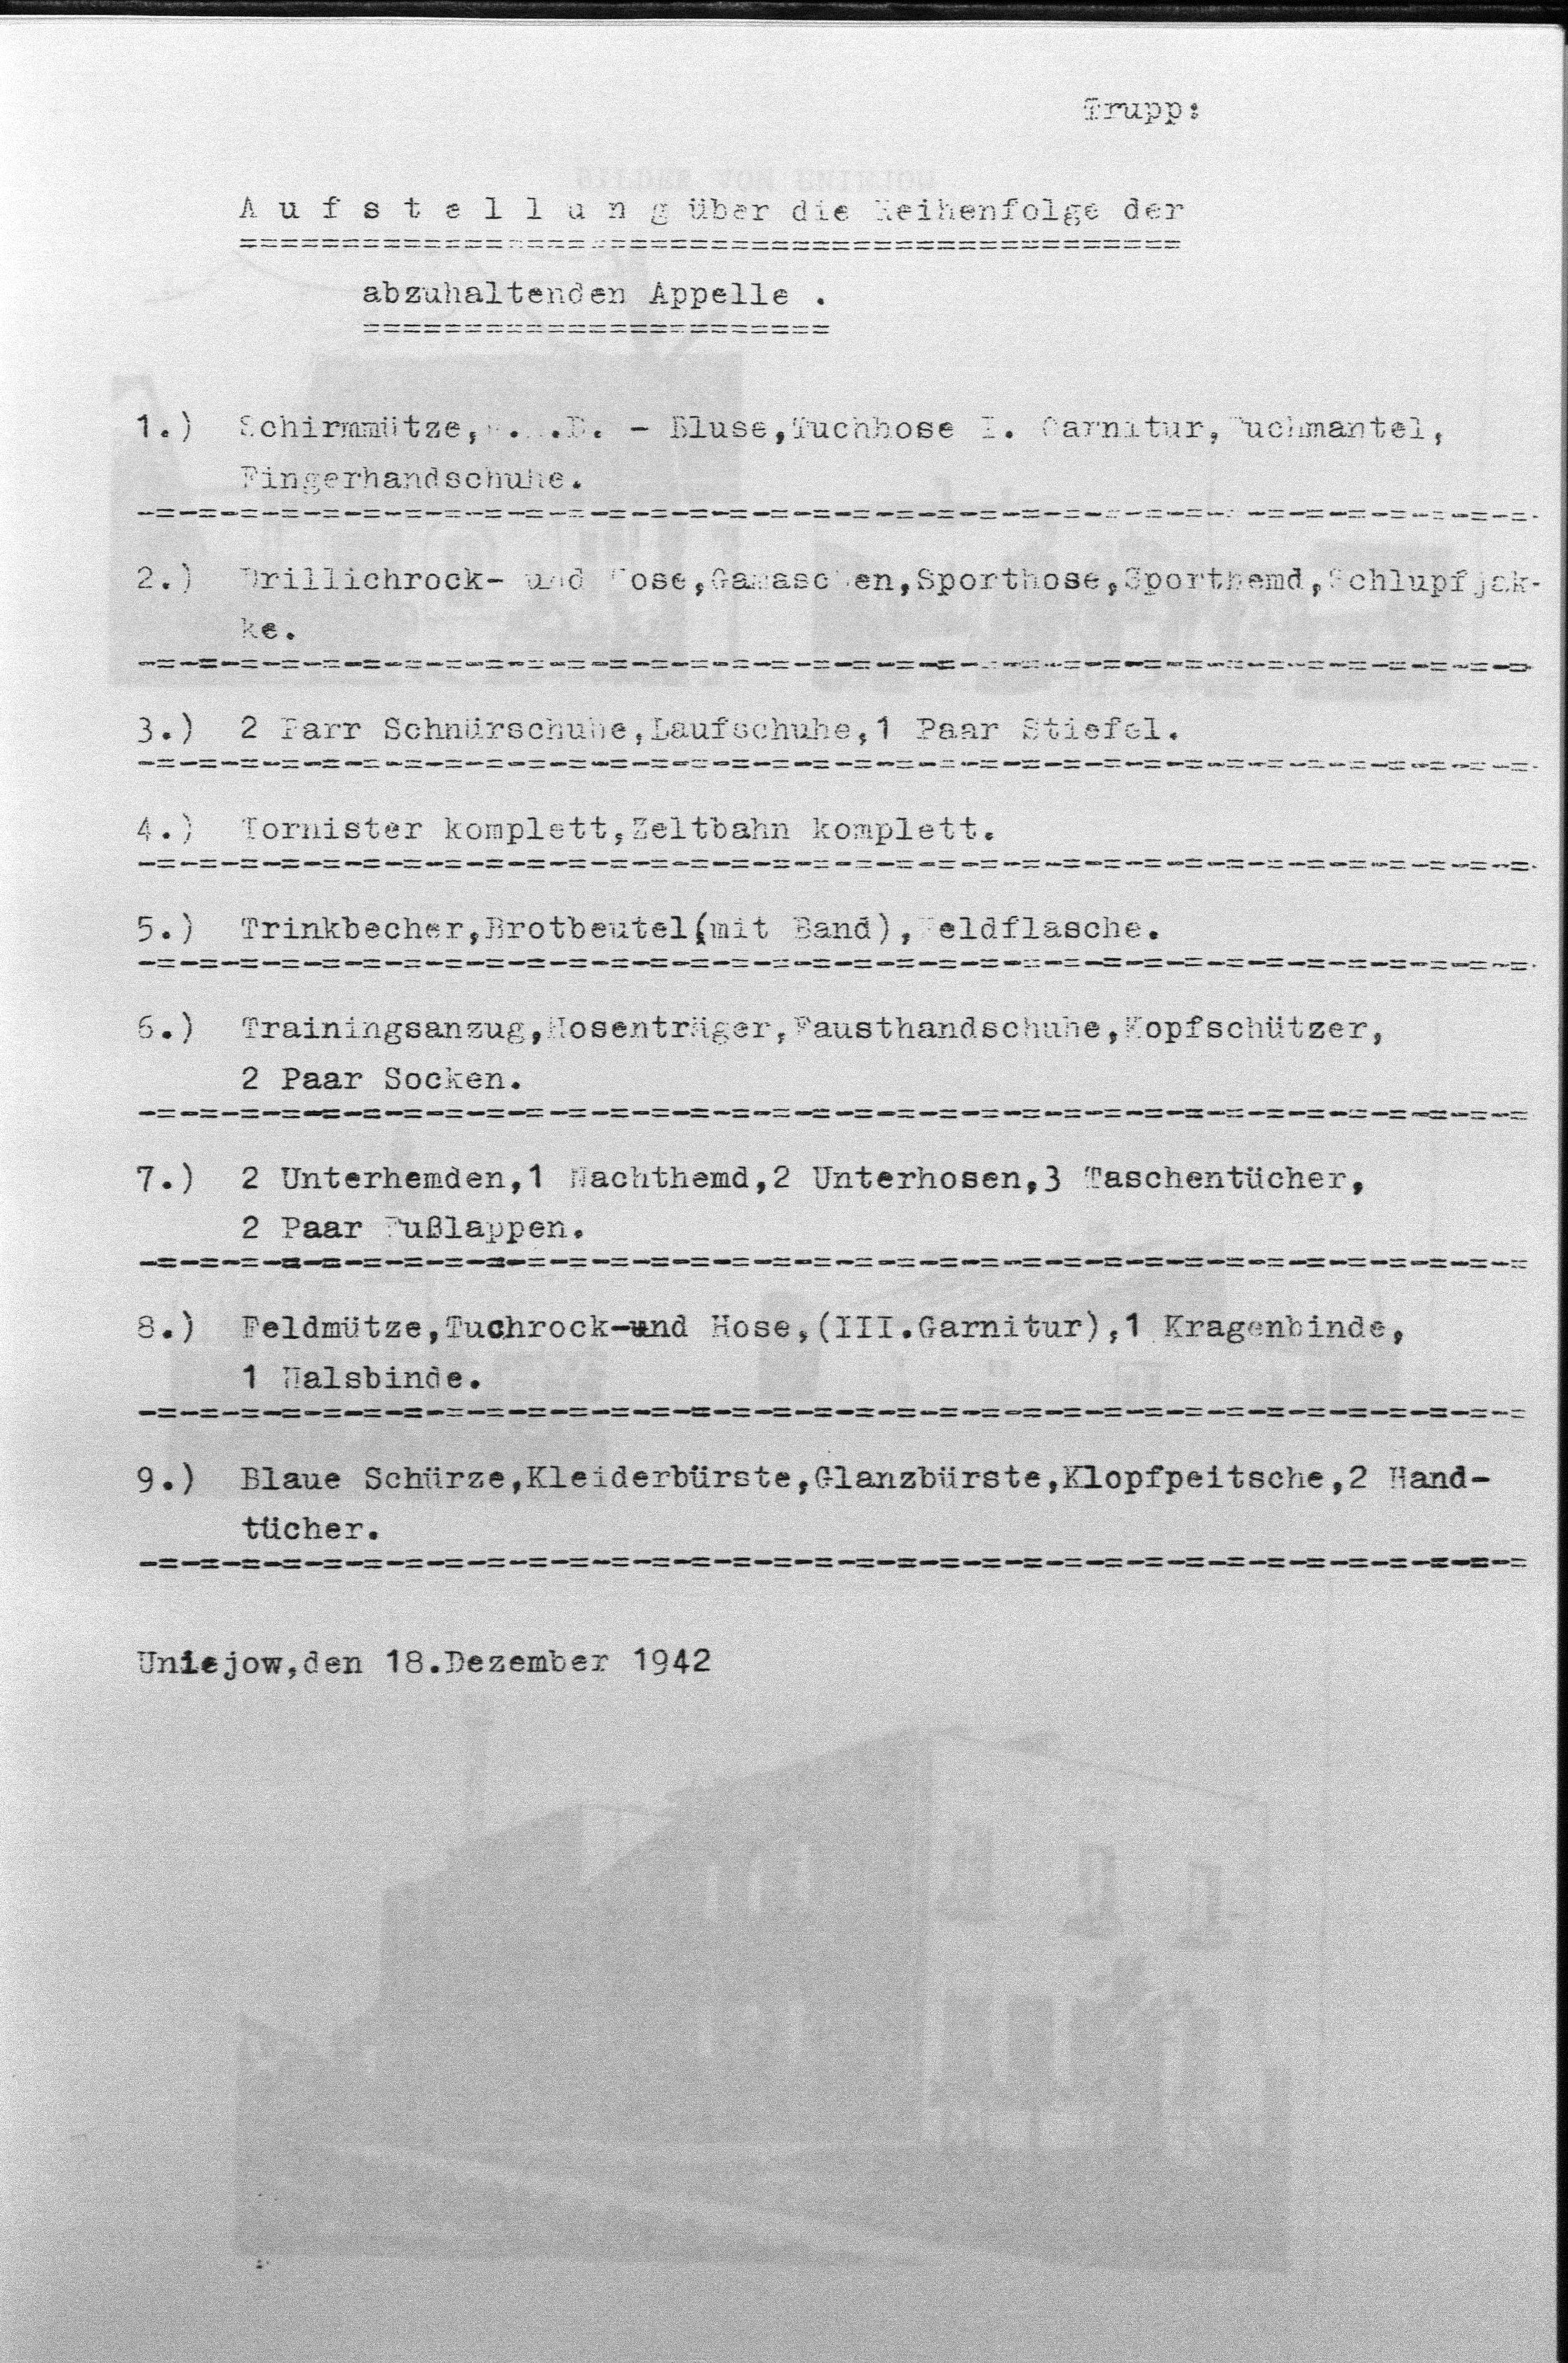 Trupp:
A u f s t e l l u n g über die Reihenfolge der
===============================================
abzuhaltenden Appelle .
=======================
1.) Schirmmütze, - Bluse,Tuchhose I. Garnitur,Tuchmantel,
Fingerhandschuhe.
-=-=-=-=-=-=-=-=-=-=-=-=-=-=-=-=-=-=-=-=-=-=-=-=-=-=-=-=-=-=-=-=-=-=-
2.) Drillichrock- und Hose,Gamaschen,Sporthose,Sporthemd,Schlupfjak-
ke.
-=-=-=-=-=-=-=-=-=-=-=-=-=-=-=-=-=-=-=-=-=-=-=-=-=-=-=-=-=-=-=-=-=-=
3.) 2 Parr Schnürschuhe,Laufschuhe,1 Paar Stiefel.
-=-=-=-=-=-=-=-=-=-=-=-=-=-=-=-=-=-=-=-=-=-=-=-=-=-=-=-=-=-=-=-=-=-=-
4.) Tornister komplett,Zeltbahn komplett.
-=-=-=-=-=-=-=-=-=-=-=-=-=-=-=-=-=-=-=-=-=-=-=-=-=-=-=-=-=-=-=-=-=-=-
5.) Trinkbecher,Brotbeutel(mit Band),Feldflasche.
-=-=-=-=-=-=-=-=-=-=-=-=-=-=-=-=-=-=-=-=-=-=-=-=-=-=-=-=-=-=-=-=-=-=-
6.) Trainingsanzug,Hosenträger,Fausthandschuhe,Kopfschützer,
2 Paar Socken.
-=-=-=-=-=-=-=-=-=-=-=-=-=-=-=-=-=-=-=-=-=-=-=-=-=-=-=-=-=-=-=-=-=-=
7.) 2 Unterhemden,1 Nachthemd,2 Unterhosen,3 Taschentücher,
2 Paar Fußlappen.
-=-=-=-=-=-=-=-=-=-=-=-=-=-=-=-=-=-=-=-=-=-=-=-=-=-=-=-=-=-=-=-=-=-=
8.) Feldmütze,Tuchrock-und Hose,(III.Garnitur),1 Kragenbinde,
1 Halsbinde.
-=-=-=-=-=-=-=-=-=-=-=-=-=-=-=-=-=-=-=-=-=-=-=-=-=-=-=-=-=-=-=-=-=-=
9.) Blaue Schürze,Kleiderbürste,Glanzbürste,Klopfpeitsche,2 Hand-
tücher.
-=-=-=-=-=-=-=-=-=-=-=-=-=-=-=-=-=-=-=-=-=-=-=-=-=-=-=-=-=-=-=-=-=-=
Uniejow,den 18.Dezember 1942